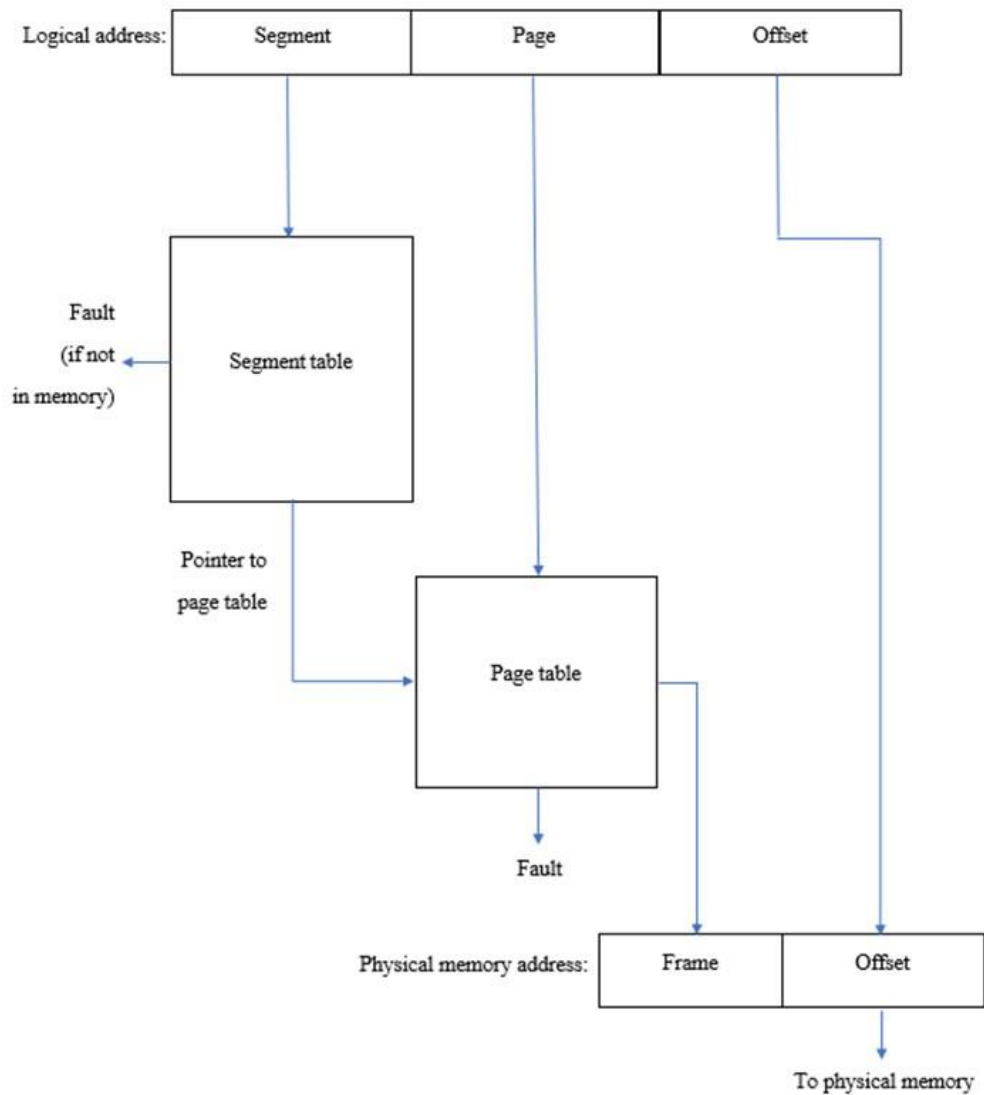 Logical address:
Segment
Page
Offset
Fault
(if not
in memory)
Segment table
Pointer to
page table
Page table
Fault
Physical memory address:
Frame
Offset
To physical memory